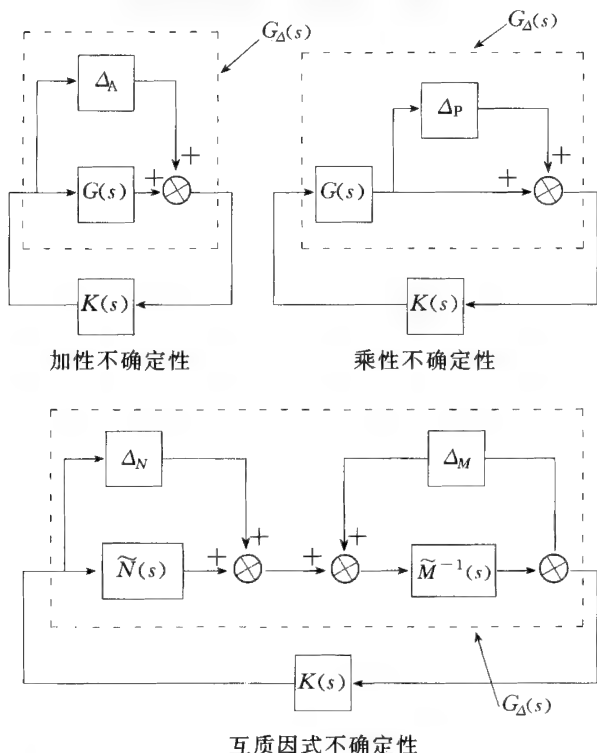 G_Δ(s)
G_Δ(s)
Δ_A
Δ_P
+
+
+
+
G(s)
G(s)
K(s)
K(s)
加性不确定性
乘性不确定性
Δ_N
Δ_M
+
+
+
+
Ñ(s)
M̃⁻¹(s)
K(s)
G_Δ(s)
互质因式不确定性